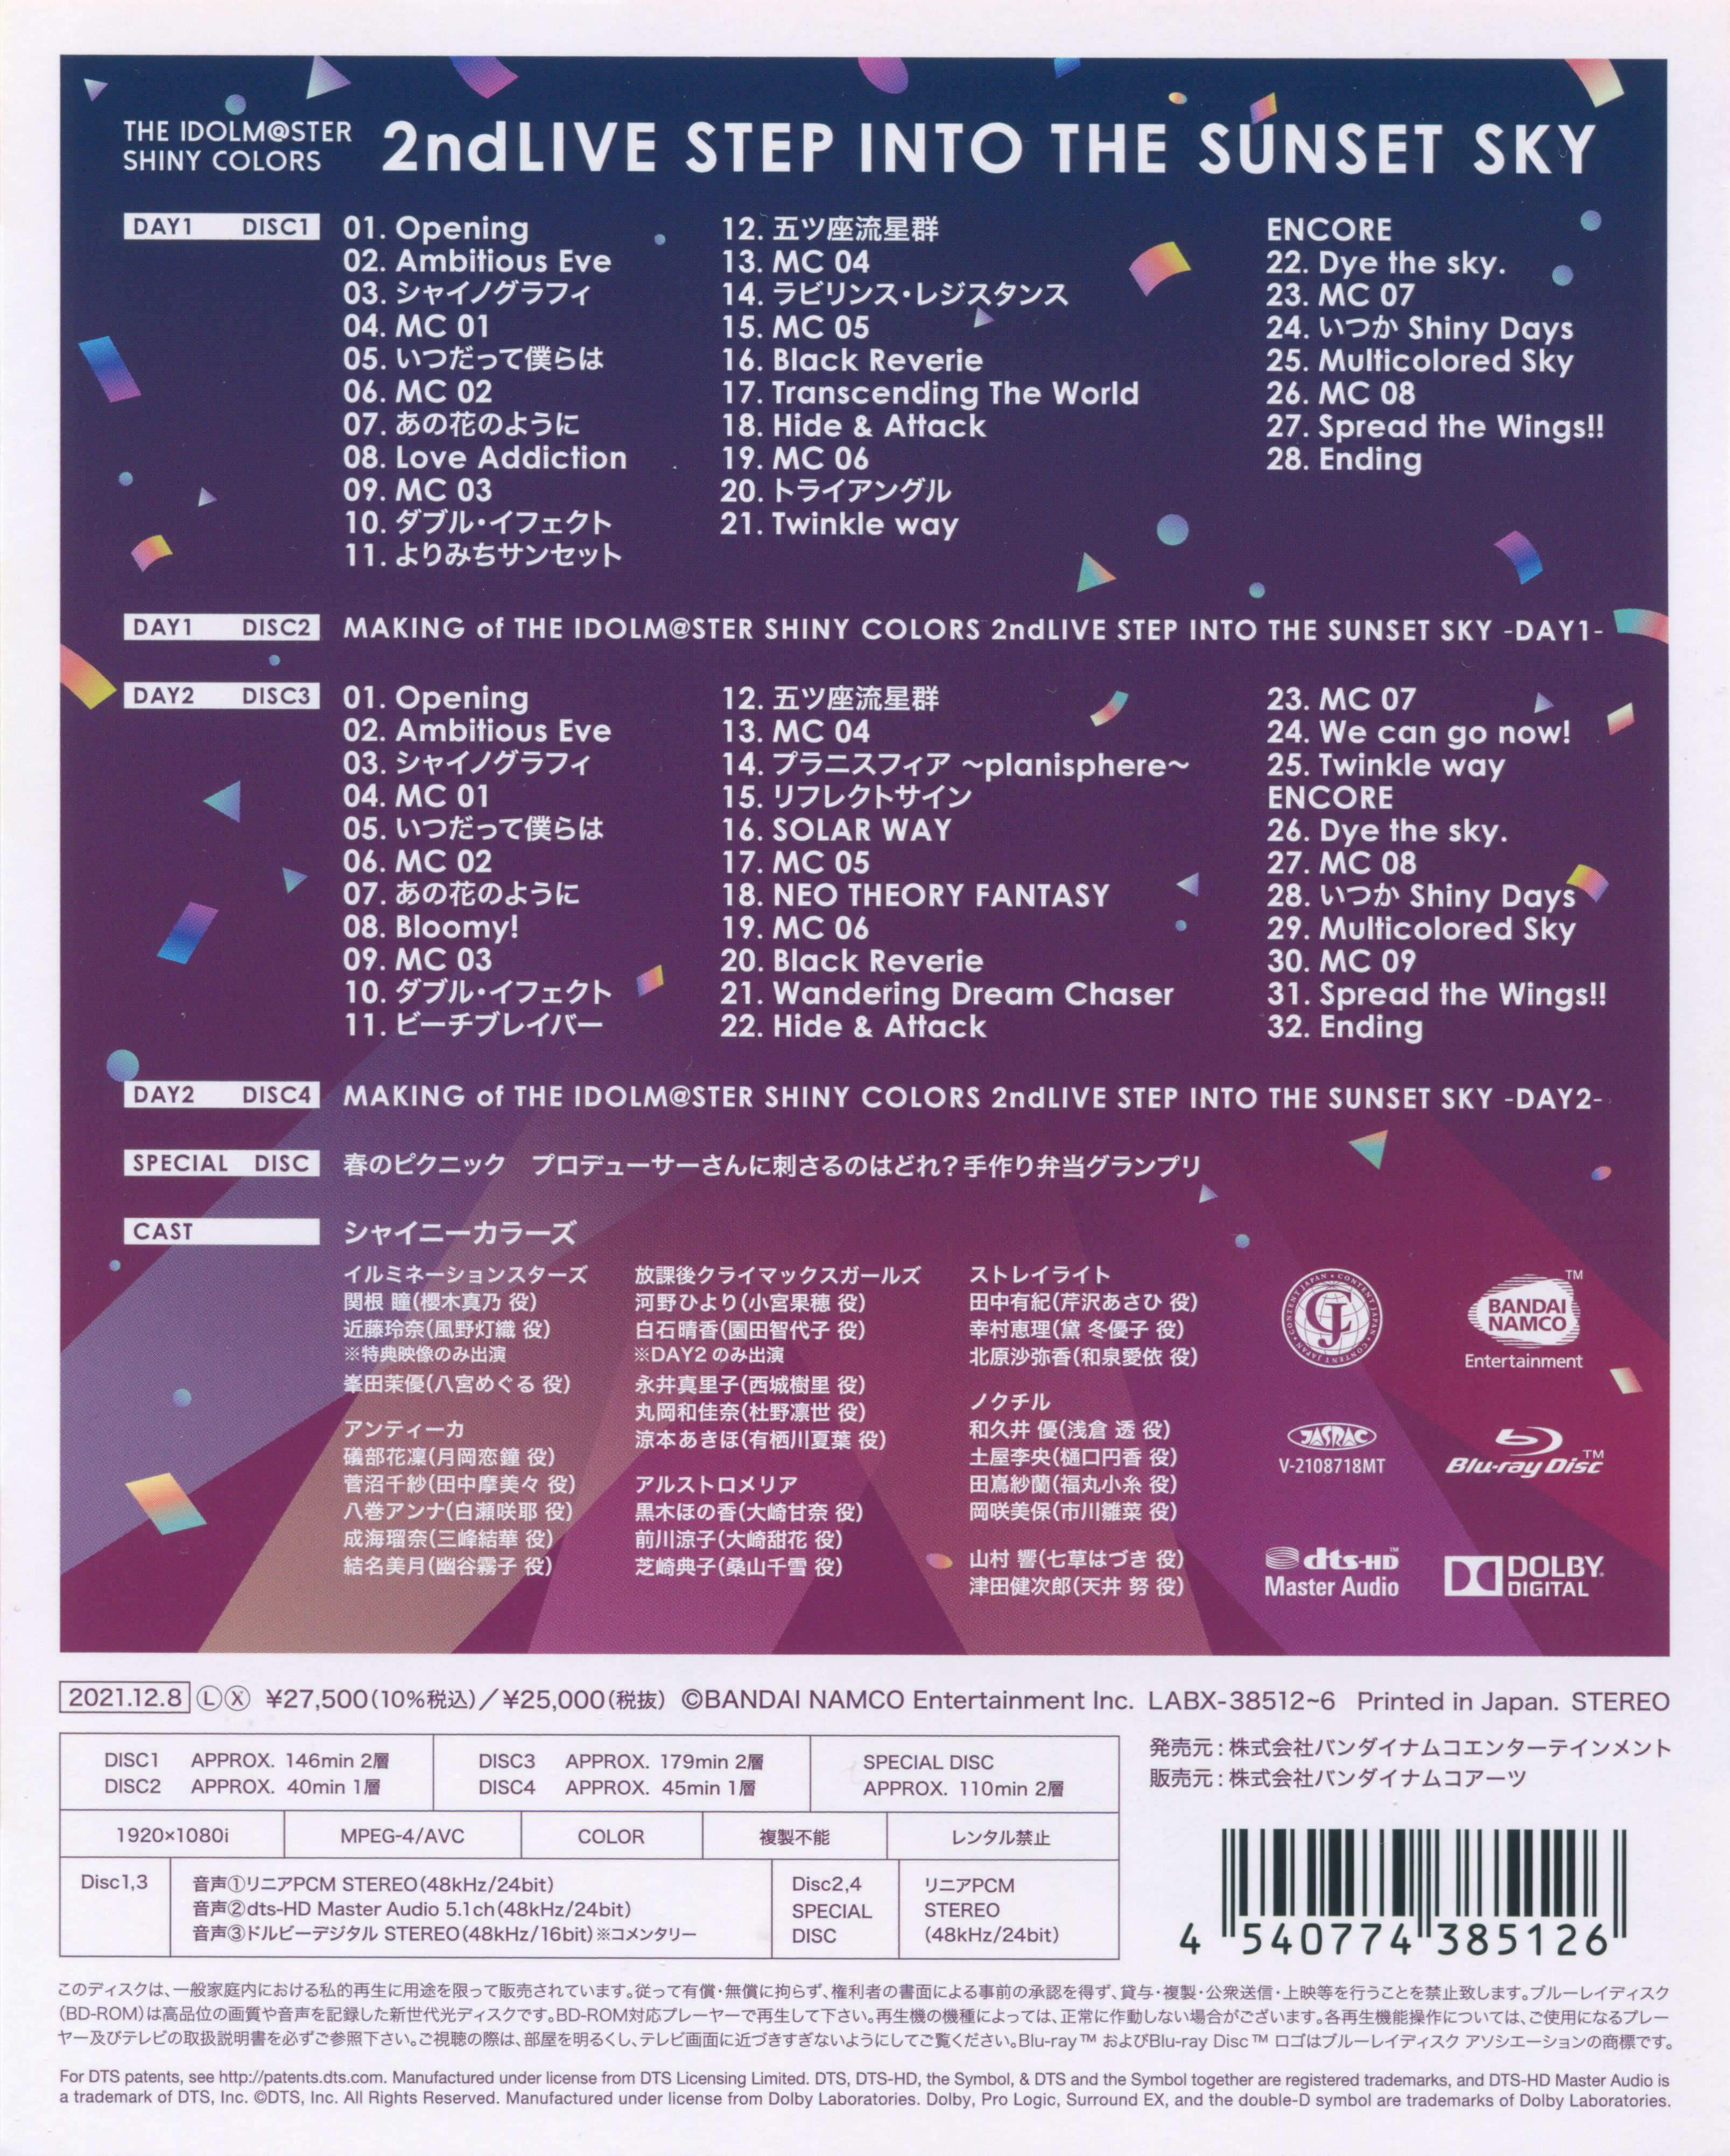 THE IDOLM@STER
SHINY COLORS
2ndLIVE STEP INTO THE SUNSET SKY
DAY1 DISC1
01. Opening
02. Ambitious Eve
03. シャイノグラフィ
04. MC 01
05. いつだって僕らは
06. MC 02
07. あの花のように
08. Love Addiction
09. MC 03
10. ダブル・イフェクト
11. よりみちサンセット
12. 五ツ座流星群
13. MC 04
14. ラビリンス・レジスタンス
15. MC 05
16. Black Reverie
17. Transcending The World
18. Hide & Attack
19. MC 06
20. トライアングル
21. Twinkle way
ENCORE
22. Dye the sky.
23. MC 07
24. いつか Shiny Days
25. Multicolored Sky
26. MC 08
27. Spread the Wings!!
28. Ending
DAY1 DISC2
MAKING of THE IDOLM@STER SHINY COLORS 2ndLIVE STEP INTO THE SUNSET SKY -DAY1-
DAY2 DISC3
01. Opening
02. Ambitious Eve
03. シャイノグラフィ
04. MC 01
05. いつだって僕らは
06. MC 02
07. あの花のように
08. Bloomy!
09. MC 03
10. ダブル・イフェクト
11. ビーチブレイバー
12. 五ツ座流星群
13. MC 04
14. プラニスフィア ～planisphere～
15. リフレクトサイン
16. SOLAR WAY
17. MC 05
18. NEO THEORY FANTASY
19. MC 06
20. Black Reverie
21. Wandering Dream Chaser
22. Hide & Attack
23. MC 07
24. We can go now!
25. Twinkle way
ENCORE
26. Dye the sky.
27. MC 08
28. いつか Shiny Days
29. Multicolored Sky
30. MC 09
31. Spread the Wings!!
32. Ending
DAY2 DISC4
MAKING of THE IDOLM@STER SHINY COLORS 2ndLIVE STEP INTO THE SUNSET SKY -DAY2-
SPECIAL DISC
春のピクニック　プロデューサーさんに刺さるのはどれ？手作り弁当グランプリ
CAST
シャイニーカラーズ
イルミネーションスターズ
関根 瞳(櫻木真乃 役)
近藤玲奈(風野灯織 役)
※特典映像のみ出演
峯田茉優(八宮めぐる 役)
アンティーカ
礒部花凜(月岡恋鐘 役)
菅沼千紗(田中摩美々 役)
八巻アンナ(白瀬咲耶 役)
成海瑠奈(三峰結華 役)
結名美月(幽谷霧子 役)
放課後クライマックスガールズ
河野ひより(小宮果穂 役)
白石晴香(園田智代子 役)
※DAY2 のみ出演
永井真里子(西城樹里 役)
丸岡和佳奈(杜野凛世 役)
涼本あきほ(有栖川夏葉 役)
アルストロメリア
黒木ほの香(大崎甘奈 役)
前川涼子(大崎甜花 役)
芝崎典子(桑山千雪 役)
ストレイライト
田中有紀(芹沢あさひ 役)
幸村恵理(黛 冬優子 役)
北原沙弥香(和泉愛依 役)
ノクチル
和久井 優(浅倉 透 役)
土屋李央(樋口円香 役)
田嶌紗蘭(福丸小糸 役)
岡咲美保(市川雛菜 役)
山村 響(七草はづき 役)
津田健次郎(天井 努 役)
CONTENT JAPAN • CONTENT JAPAN • CONTENT JAPAN
CJ
BANDAI
NAMCO
TM
Entertainment
JASRAC
V-2108718MT
Blu-ray Disc™
dts-HD™
Master Audio
DOLBY®
DIGITAL
2021.12.8 Ⓛ Ⓧ ¥27,500(10%税込)／¥25,000(税抜) ©BANDAI NAMCO Entertainment Inc. LABX-38512~6 Printed in Japan. STEREO
DISC1 APPROX. 146min 2層
DISC2 APPROX. 40min 1層
DISC3 APPROX. 179min 2層
DISC4 APPROX. 45min 1層
SPECIAL DISC
APPROX. 110min 2層
1920×1080i MPEG-4/AVC COLOR 複製不能 レンタル禁止
Disc1,3
音声①リニアPCM STEREO(48kHz/24bit)
音声②dts-HD Master Audio 5.1ch(48kHz/24bit)
音声③ドルビーデジタル STEREO(48kHz/16bit)※コメンタリー
Disc2,4
SPECIAL
DISC
リニアPCM
STEREO
(48kHz/24bit)
発売元：株式会社バンダイナムコエンターテインメント
販売元：株式会社バンダイナムコアーツ
4 540774 385126
このディスクは、一般家庭内における私的再生に用途を限って販売されています。従って有償・無償に拘らず、権利者の書面による事前の承認を得ず、貸与・複製・公衆送信・上映等を行うことを禁止致します。ブルーレイディスク
(BD-ROM)は高品位の画質や音声を記録した新世代光ディスクです。BD-ROM対応プレーヤーで再生して下さい。再生機の機種によっては、正常に作動しない場合がございます。各再生機能操作については、ご使用になるプレー
ヤー及びテレビの取扱説明書を必ずご参照下さい。ご視聴の際は、部屋を明るくし、テレビ画面に近づきすぎないようにしてご覧ください。Blu-ray™ およびBlu-ray Disc™ ロゴはブルーレイディスク アソシエーションの商標です。
For DTS patents, see http://patents.dts.com. Manufactured under license from DTS Licensing Limited. DTS, DTS-HD, the Symbol, & DTS and the Symbol together are registered trademarks, and DTS-HD Master Audio is
a trademark of DTS, Inc. ©DTS, Inc. All Rights Reserved. Manufactured under license from Dolby Laboratories. Dolby, Pro Logic, Surround EX, and the double-D symbol are trademarks of Dolby Laboratories.